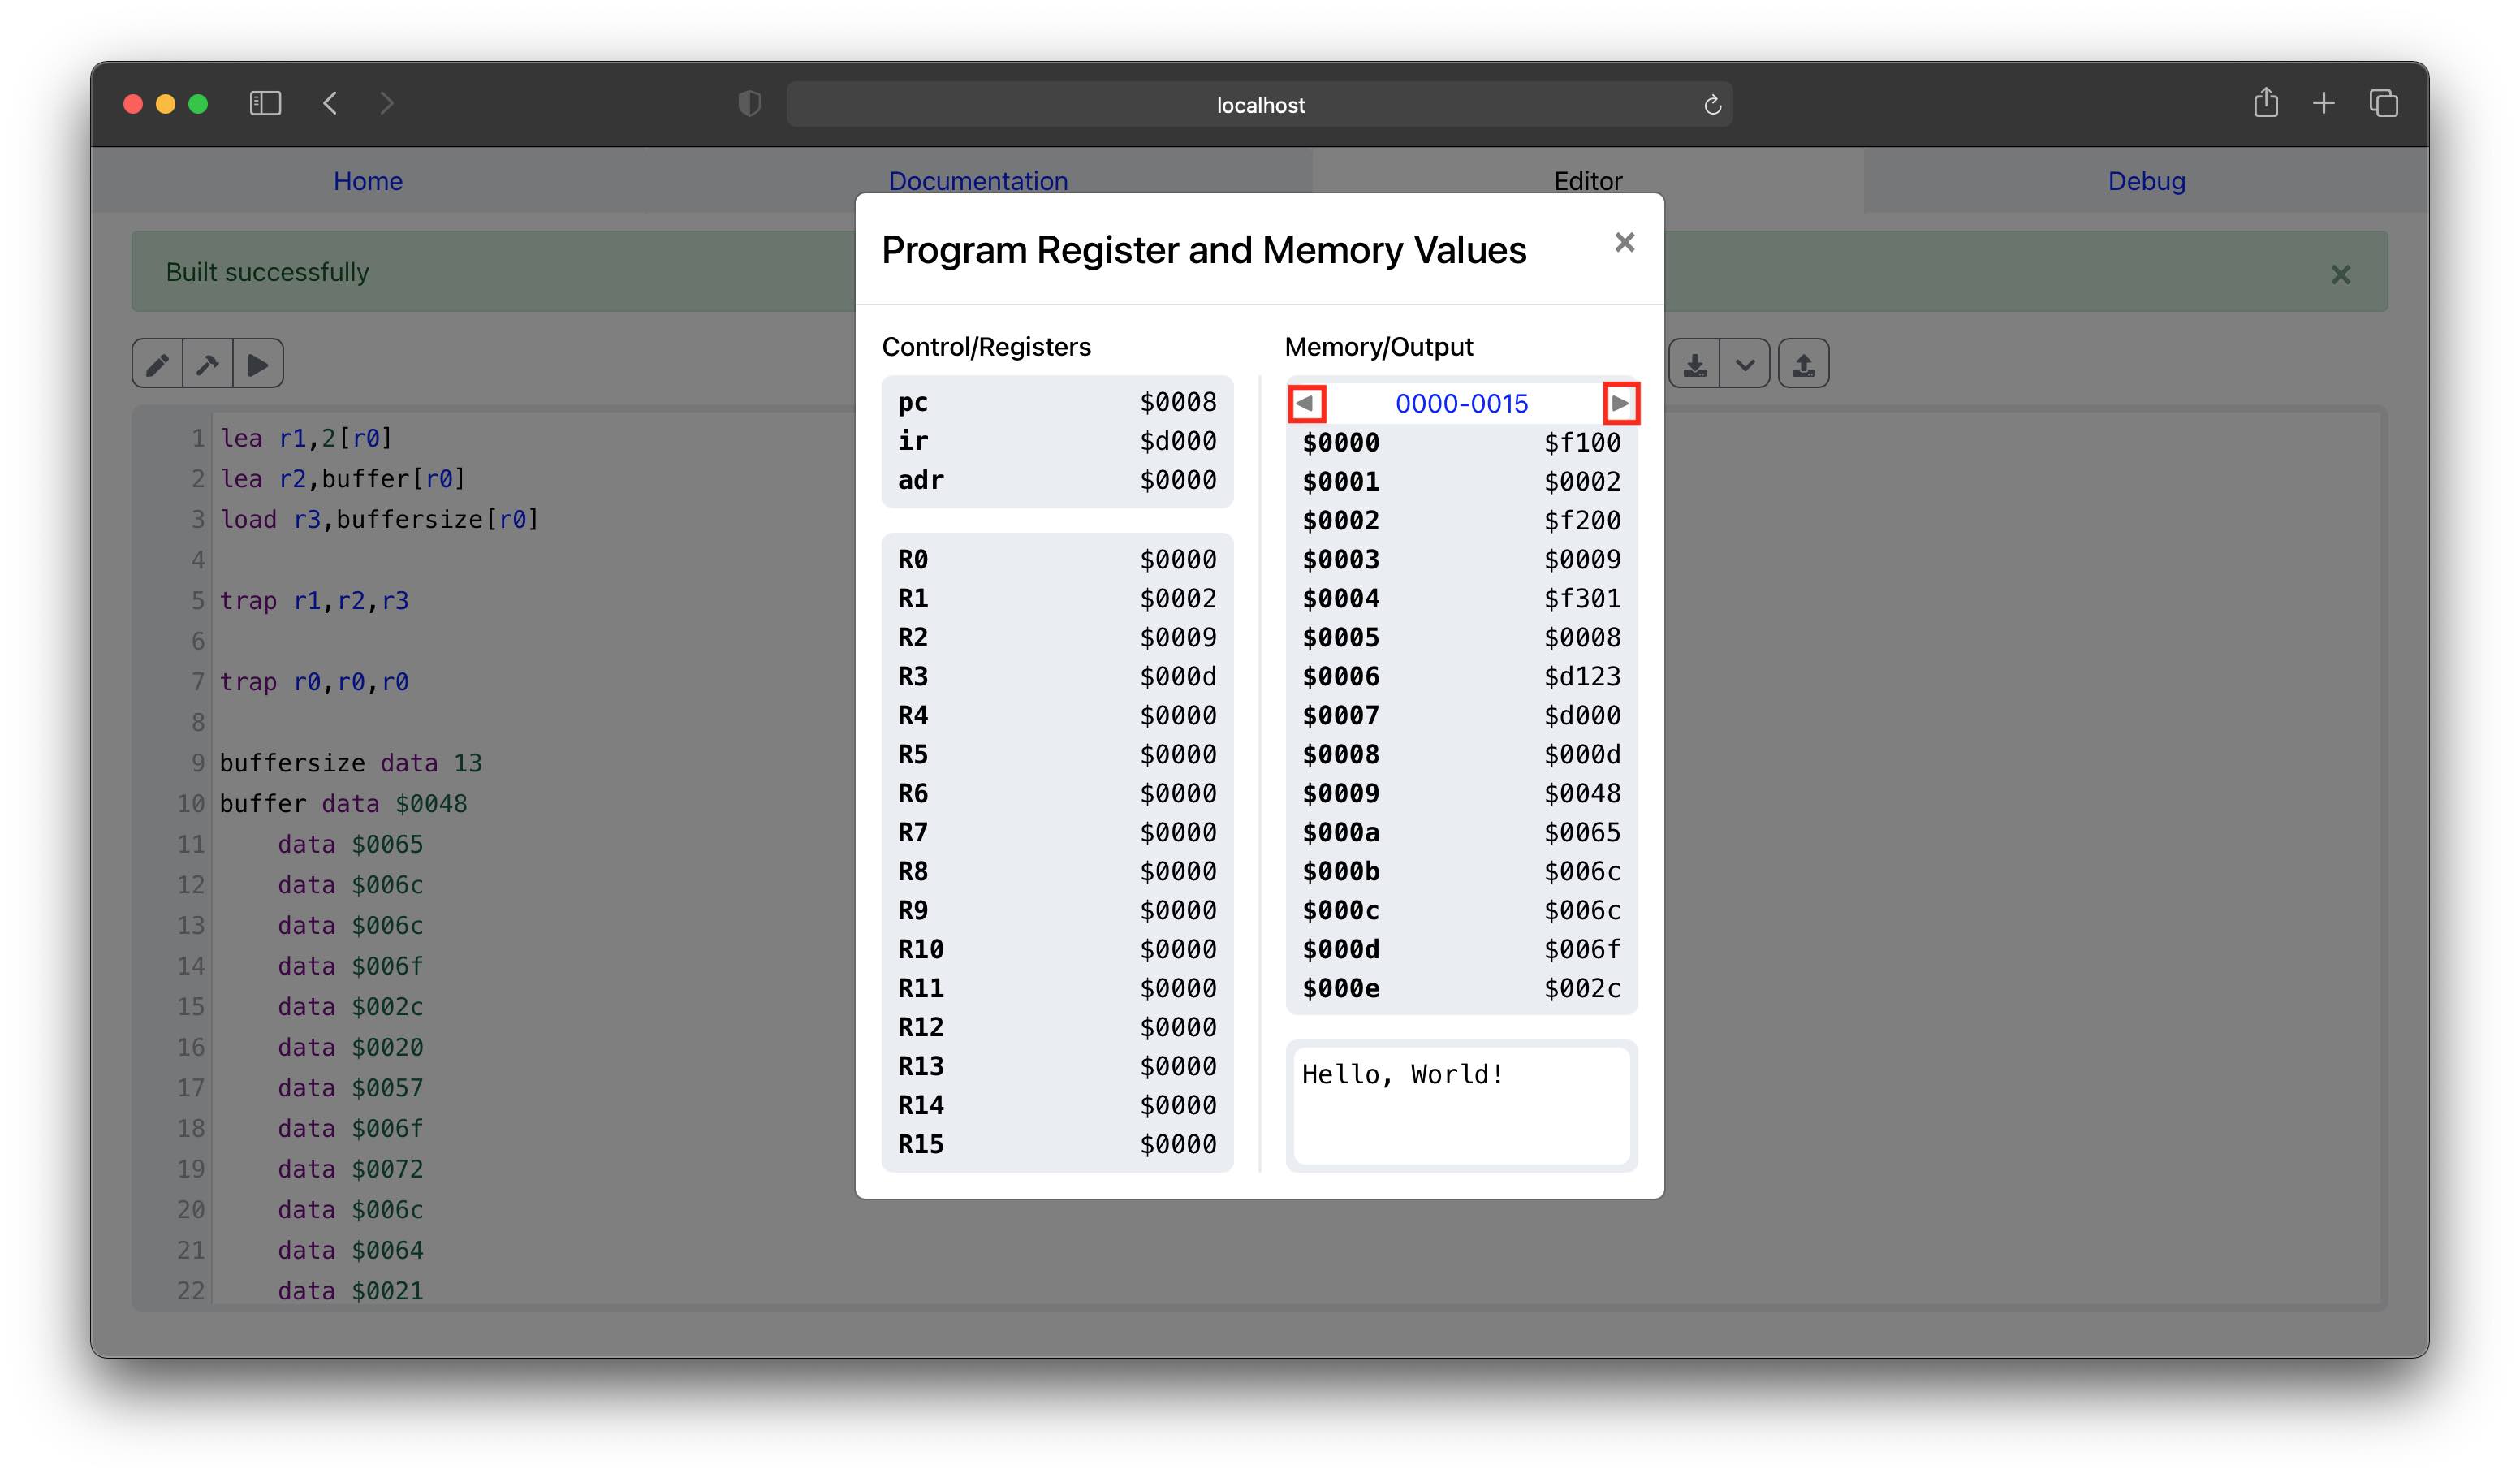 localhost
Home
Documentation
Editor
Debug
Built successfully
1 lea r1,2[r0]
2 lea r2,buffer[r0]
3 load r3,buffersize[r0]
4
5 trap r1,r2,r3
6
7 trap r0,r0,r0
8
9 buffersize data 13
10 buffer data $0048
11 data $0065
12 data $006c
13 data $006c
14 data $006f
15 data $002c
16 data $0020
17 data $0057
18 data $006f
19 data $0072
20 data $006c
21 data $0064
22 data $0021
Program Register and Memory Values
Control/Registers
pc $0008
ir $d000
adr $0000
R0 $0000
R1 $0002
R2 $0009
R3 $000d
R4 $0000
R5 $0000
R6 $0000
R7 $0000
R8 $0000
R9 $0000
R10 $0000
R11 $0000
R12 $0000
R13 $0000
R14 $0000
R15 $0000
Memory/Output
0000-0015
$0000 $f100
$0001 $0002
$0002 $f200
$0003 $0009
$0004 $f301
$0005 $0008
$0006 $d123
$0007 $d000
$0008 $000d
$0009 $0048
$000a $0065
$000b $006c
$000c $006c
$000d $006f
$000e $002c
Hello, World!